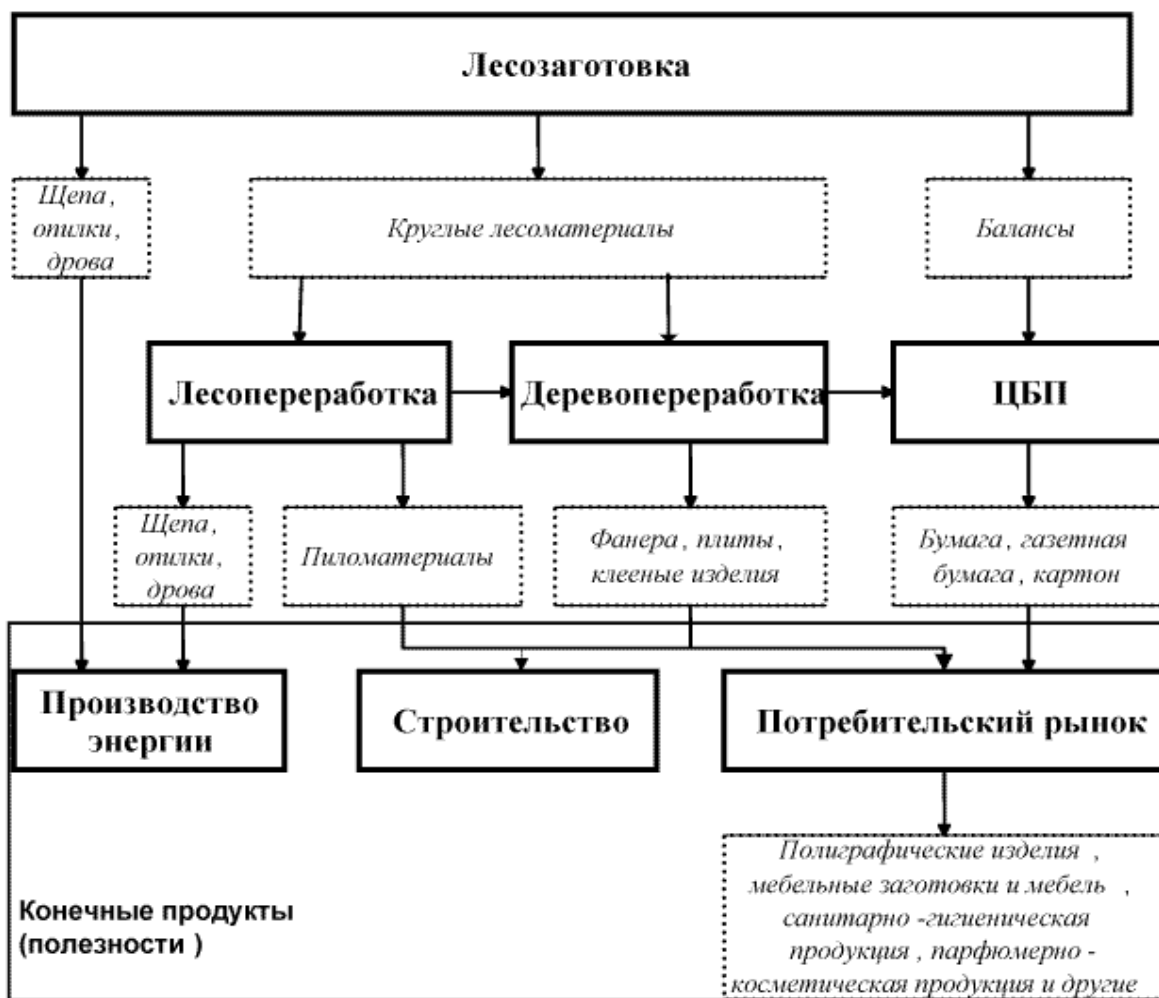 Лесозаготовка
Щепа ,
опилки ,
дрова
Круглые лесоматериалы
Балансы
Лесопереработка
Деревопереработка
ЦБП
Щепа ,
опилки ,
дрова
Пиломатериалы
Фанера , плиты ,
клееные изделия
Бумага , газетная
бумага , картон
Производство
энергии
Строительство
Потребительский рынок
Полиграфические изделия ,
мебельные заготовки и мебель ,
санитарно -гигиеническая
продукция , парфюмерно -
косметическая продукция и другие
Конечные продукты
(полезности )